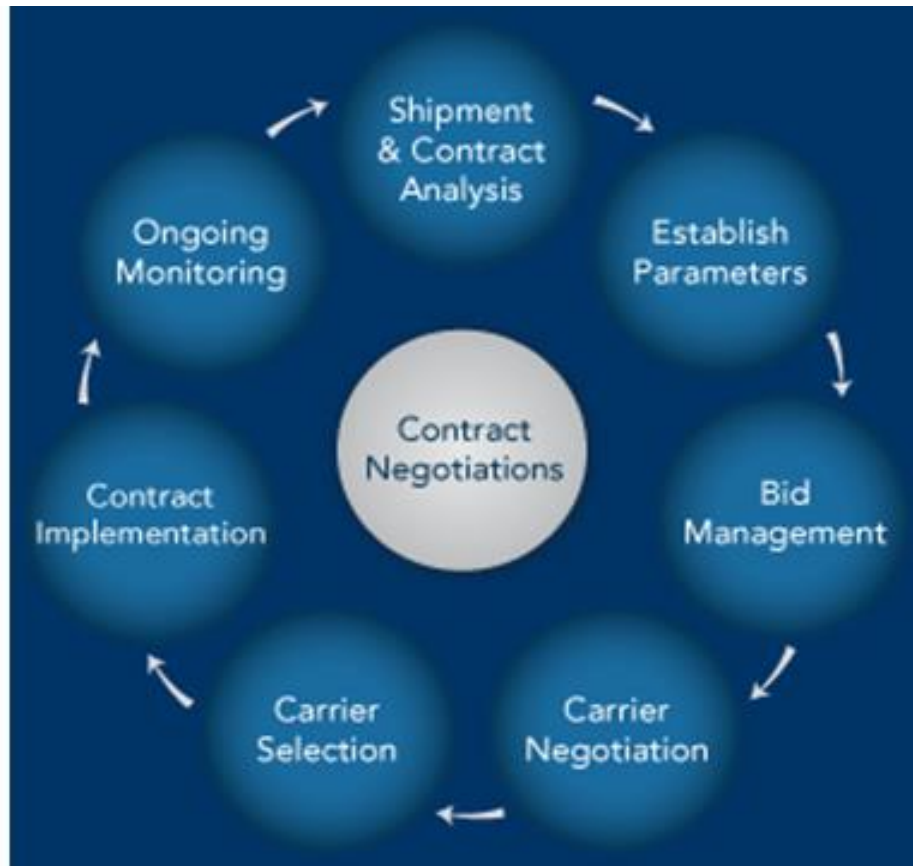 Shipment
& Contract
Analysis
Establish
Parameters
Bid
Management
Carrier
Negotiation
Carrier
Selection
Contract
Implementation
Ongoing
Monitoring
Contract
Negotiations